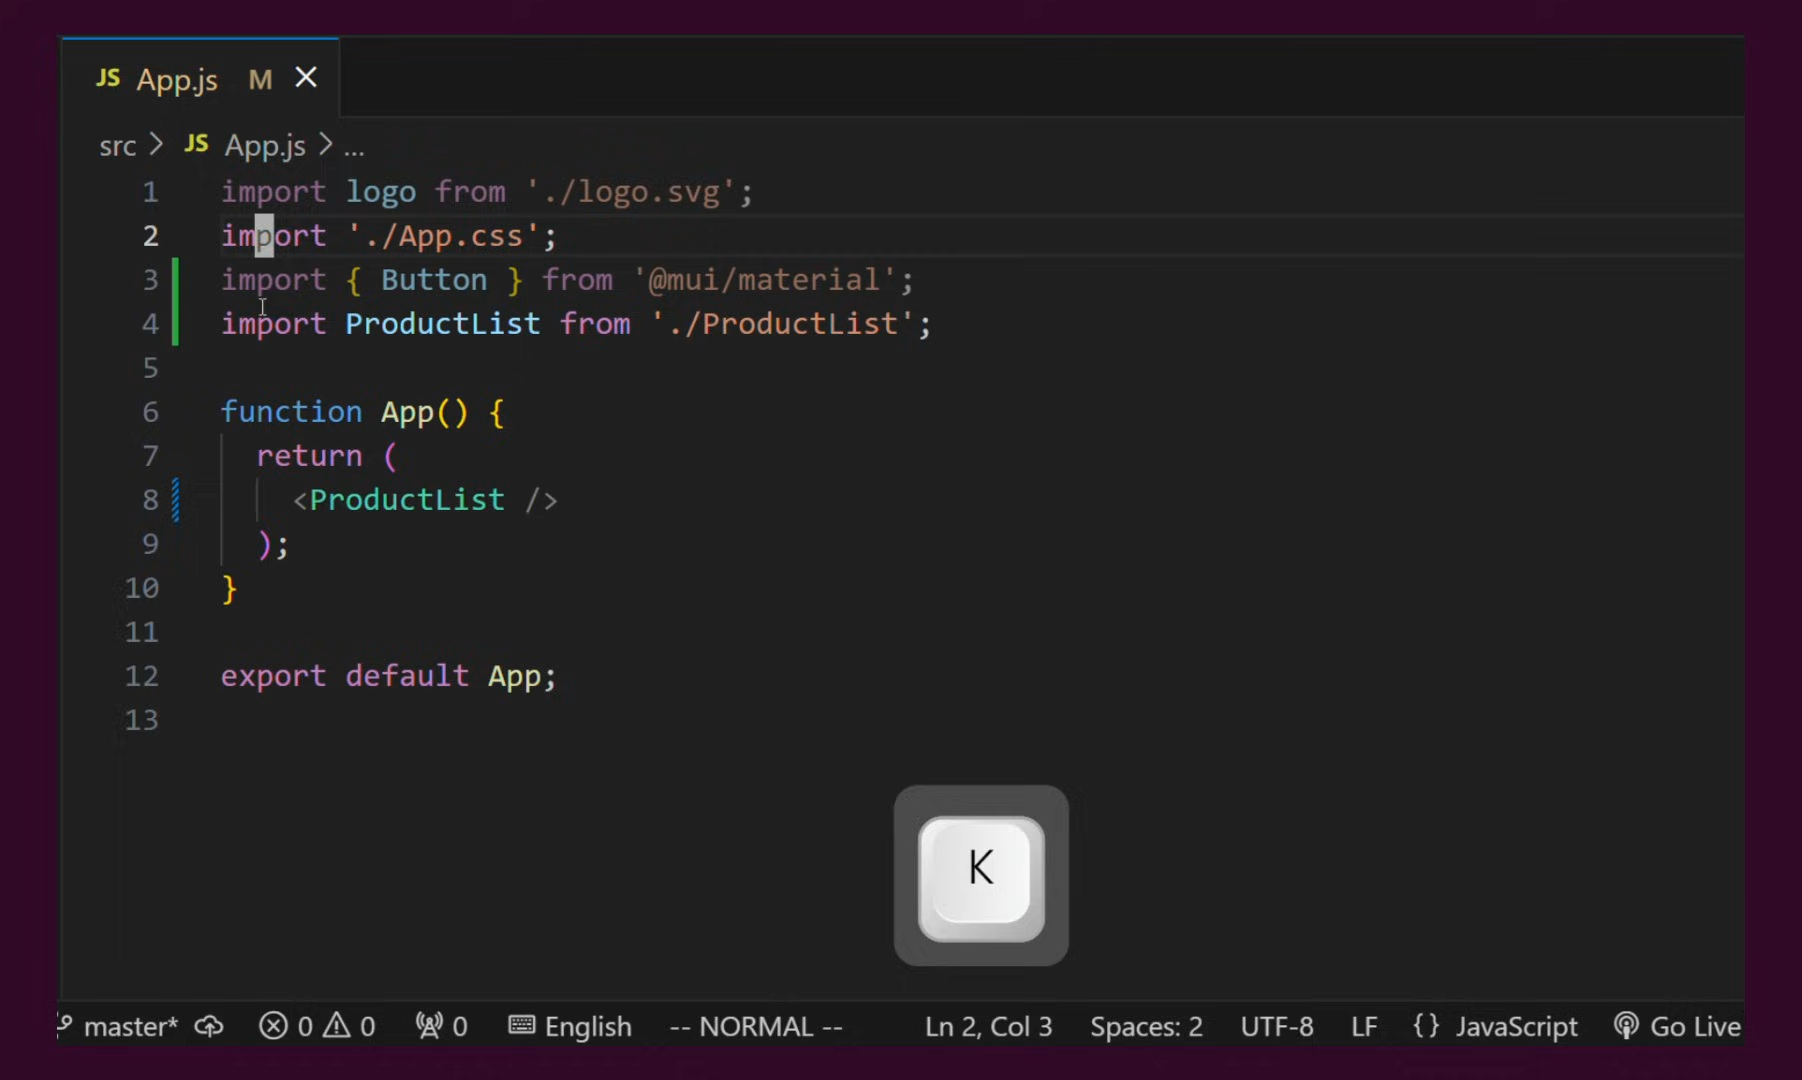 JS App.js M
src > JS App.js > ...
1 import logo from './logo.svg';
2 import './App.css';
3 import { Button } from '@mui/material';
4 import ProductList from './ProductList';
5
6 function App() {
7 return (
8 <ProductList />
9 );
10 }
11
12 export default App;
13
K
master* 0 0 0 English -- NORMAL -- Ln 2, Col 3 Spaces: 2 UTF-8 LF {} JavaScript Go Live